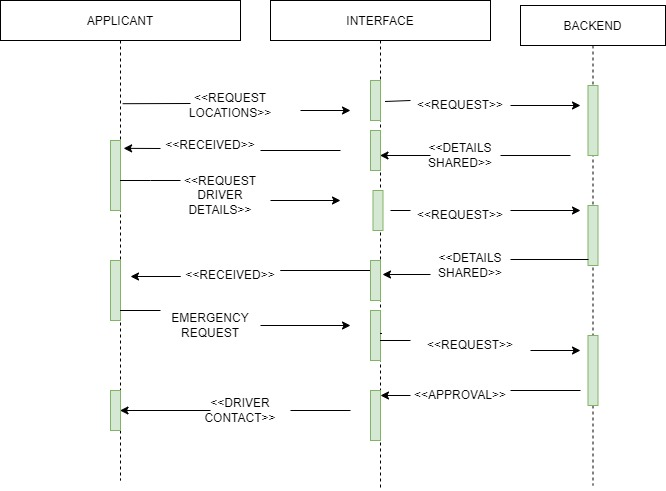 APPLICANT
INTERFACE
BACKEND
<<REQUEST
LOCATIONS>>
<<REQUEST>>
<<RECEIVED>>
<<DETAILS
SHARED>>
<<REQUEST
DRIVER
DETAILS>>
<<REQUEST>>
<<RECEIVED>>
<<DETAILS
SHARED>>
EMERGENCY
REQUEST
<<REQUEST>>
<<DRIVER
CONTACT>>
<<APPROVAL>>